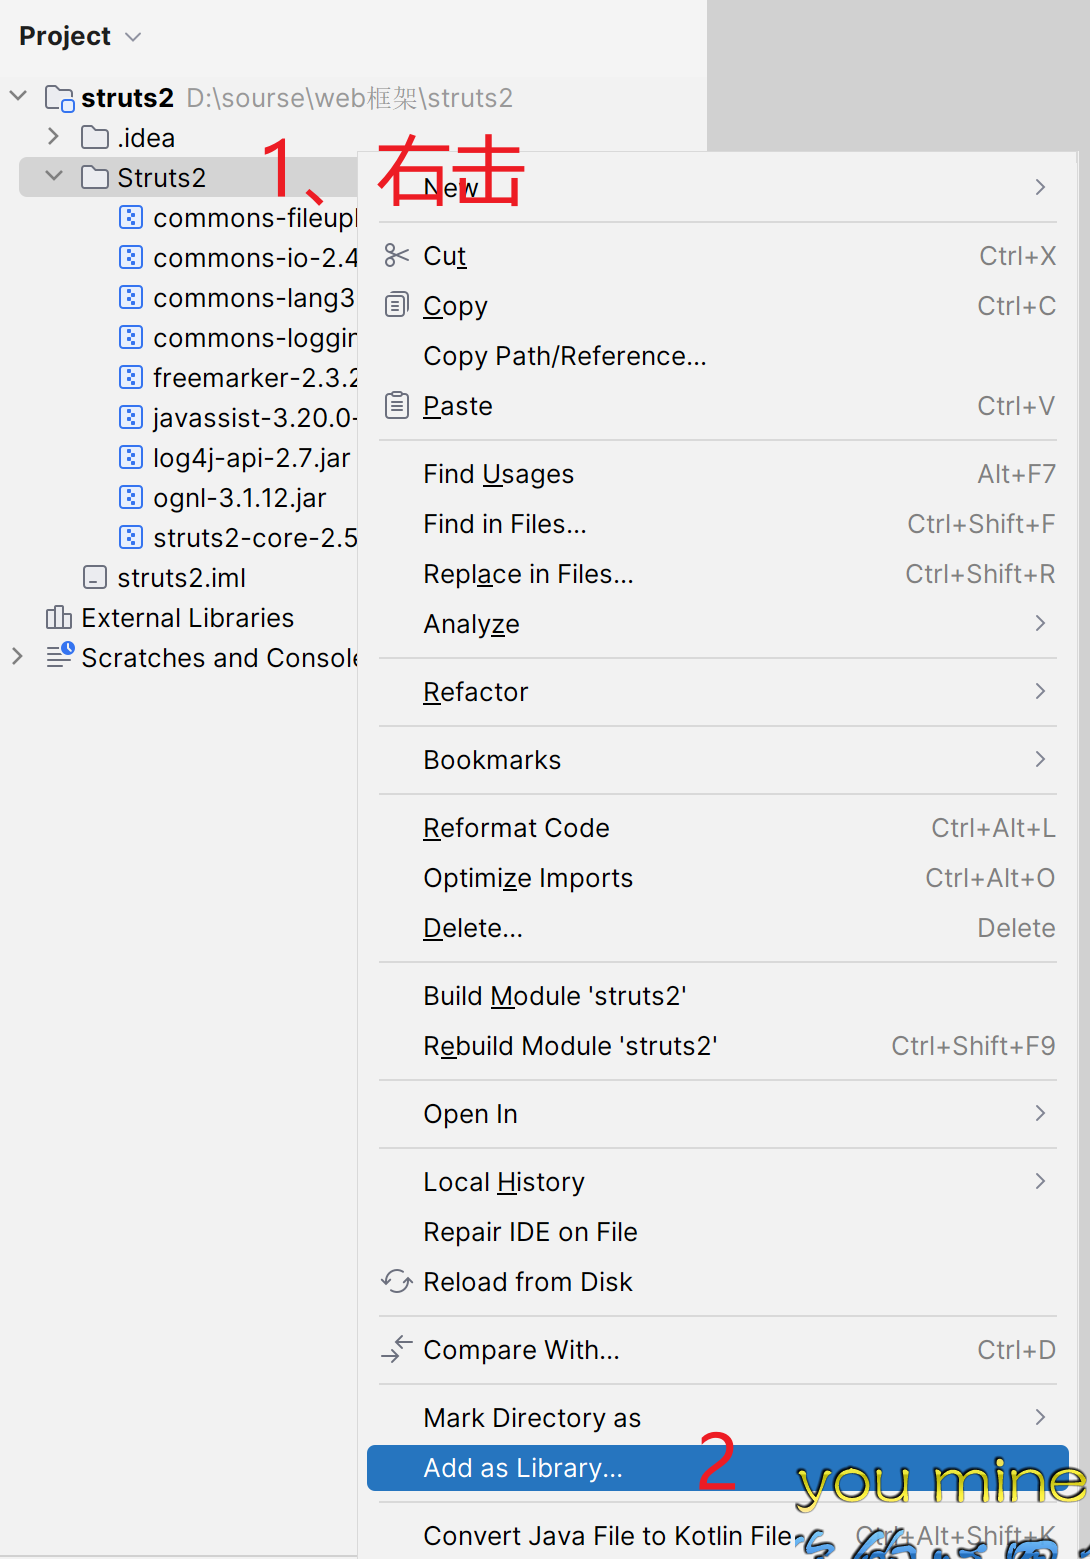 Project
struts2 D:\sourse\web框架\struts2
.idea
Struts2
1、右击
commons-fileupl
commons-io-2.4
commons-lang3
commons-loggin
freemarker-2.3.2
javassist-3.20.0-
log4j-api-2.7.jar
ognl-3.1.12.jar
struts2-core-2.5
struts2.iml
External Libraries
Scratches and Console
New
Cut Ctrl+X
Copy Ctrl+C
Copy Path/Reference...
Paste Ctrl+V
Find Usages Alt+F7
Find in Files... Ctrl+Shift+F
Replace in Files... Ctrl+Shift+R
Analyze
Refactor
Bookmarks
Reformat Code Ctrl+Alt+L
Optimize Imports Ctrl+Alt+O
Delete... Delete
Build Module 'struts2'
Rebuild Module 'struts2' Ctrl+Shift+F9
Open In
Local History
Repair IDE on File
Reload from Disk
Compare With... Ctrl+D
Mark Directory as
Add as Library... 2
you mine
Convert Java File to Kotlin File Ctrl+Alt+Shift+K